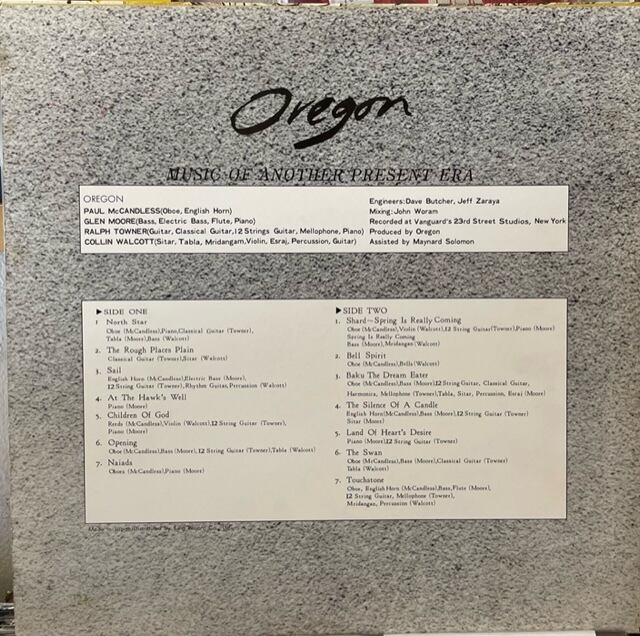 Oregon
MUSIC OF ANOTHER PRESENT ERA
OREGON
PAUL McCANDLESS(Oboe, English Horn)
GLEN MOORE(Bass, Electric Bass, Flute, Piano)
RALPH TOWNER(Guitar, Classical Guitar,12 Strings Guitar, Mellophone, Piano)
COLLIN WALCOTT(Sitar, Tabla, Mridangam,Violin, Esraj, Percussion, Guitar)
Engineers:Dave Butcher, Jeff Zaraya
Mixing:John Woram
Recorded at Vanguard's 23rd Street Studios, New York
Produced by Oregon
Assisted by Maynard Solomon
▶SIDE ONE
1 North Star
Oboe (McCandless),Piano,Classical Guitar (Towner),
Tabla (Moore),Bass (Walcott)
2. The Rough Places Plain
Classical Guitar (Towner),Sitar (Walcott)
3. Sail
English Horn (McCandless),Electric Bass (Moore),
12 String Guitar (Towner),Rhythm Guitar,Percussion (Walcott)
4. At The Hawk's Well
Piano (Moore)
5. Children Of God
Reeds (McCandless),Violin (Walcott),12 String Guitar (Towner),
Piano (Moore)
6. Opening
Oboe (McCandless),Bass (Moore),12 String Guitar (Towner),Tabla (Walcott)
7. Naiads
Oboes (McCandless),Piano (Moore)
▶SIDE TWO
1. Shard—Spring Is Really Coming
Oboe (McCandless),Violin (Walcott),12 String Guitar(Towner),Piano (Moore)
Spring Is Really Coming
Bass (Moore),Mridangan (Walcott)
2. Bell Spirit
Oboe (McCandless),Bells(Walcott)
3. Baku The Dream Eater
Oboe (McCandless),Bass (Moore),12 String Guitar, Classical Guitar,
Harmonica, Mellophone (Towner),Tabla, Sitar, Percussion, Esraj (Moore)
4. The Silence Of A Candle
English Horn(McCandless),Bass (Moore),12 String Guitar (Towner)
Sitar (Moore)
5. Land Of Heart's Desire
Piano (Moore),12 String Guitar (Towner)
6. The Swan
Oboe (McCandless),Bass (Moore),Classical Guitar (Towner)
Tabla (Walcott)
7. Touchstone
Oboe, English Horn (McCandless),Bass,Flute (Moore),
12 String Guitar, Mellophone (Towner),
Mridangan, Percussion (Walcott)